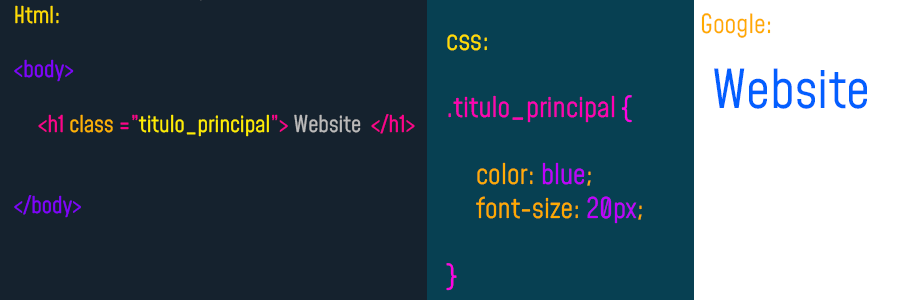 Html:
<body>
<h1 class ="titulo_principal"> Website </h1>
</body>
css:
.titulo_principal {
color: blue;
font-size: 20px;
}
Google:
Website